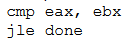 cmp eax, ebx
jle done